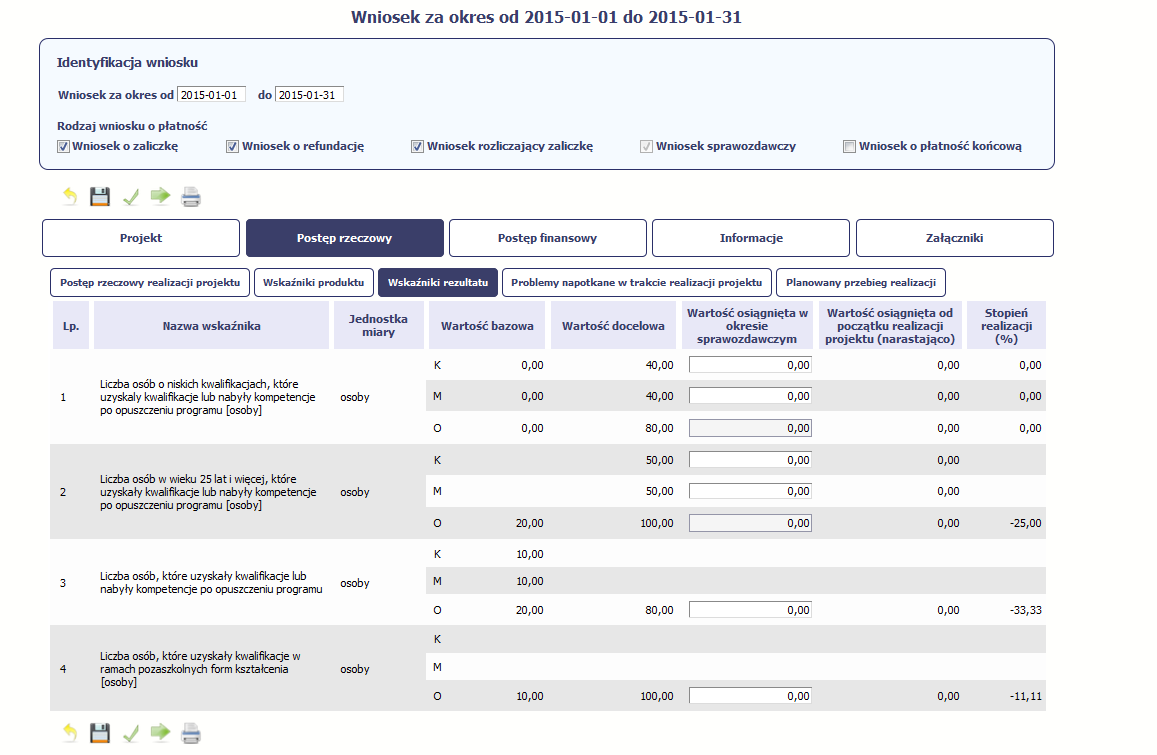 Wniosek za okres od 2015-01-01 do 2015-01-31
Identyfikacja wniosku
Wniosek za okres od 2015-01-01 do 2015-01-31
Rodzaj wniosku o płatność
Wniosek o zaliczkę Wniosek o refundację Wniosek rozliczający zaliczkę Wniosek sprawozdawczy Wniosek o płatność końcową
Projekt Postęp rzeczowy Postęp finansowy Informacje Załączniki
Postęp rzeczowy realizacji projektu Wskaźniki produktu Wskaźniki rezultatu Problemy napotkane w trakcie realizacji projektu Planowany przebieg realizacji
Lp. Nazwa wskaźnika Jednostka miary Wartość bazowa Wartość docelowa Wartość osiągnięta w okresie sprawozdawczym Wartość osiągnięta od początku realizacji projektu (narastająco) Stopień realizacji (%)
1
Liczba osób o niskich kwalifikacjach, które
uzyskały kwalifikacje lub nabyły kompetencje
po opuszczeniu programu [osoby]
osoby
K 0,00 40,00 0,00 0,00 0,00
M 0,00 40,00 0,00 0,00 0,00
O 0,00 80,00 0,00 0,00 0,00
2
Liczba osób w wieku 25 lat i więcej, które
uzyskały kwalifikacje lub nabyły kompetencje
po opuszczeniu programu [osoby]
osoby
K 50,00 0,00 0,00
M 50,00 0,00 0,00
O 20,00 100,00 0,00 0,00 -25,00
3
Liczba osób, które uzyskały kwalifikacje lub
nabyły kompetencje po opuszczeniu programu
osoby
K 10,00
M 10,00
O 20,00 80,00 0,00 0,00 -33,33
4
Liczba osób, które uzyskały kwalifikacje w
ramach pozaszkolnych form kształcenia
[osoby]
osoby
K
M
O 10,00 100,00 0,00 0,00 -11,11